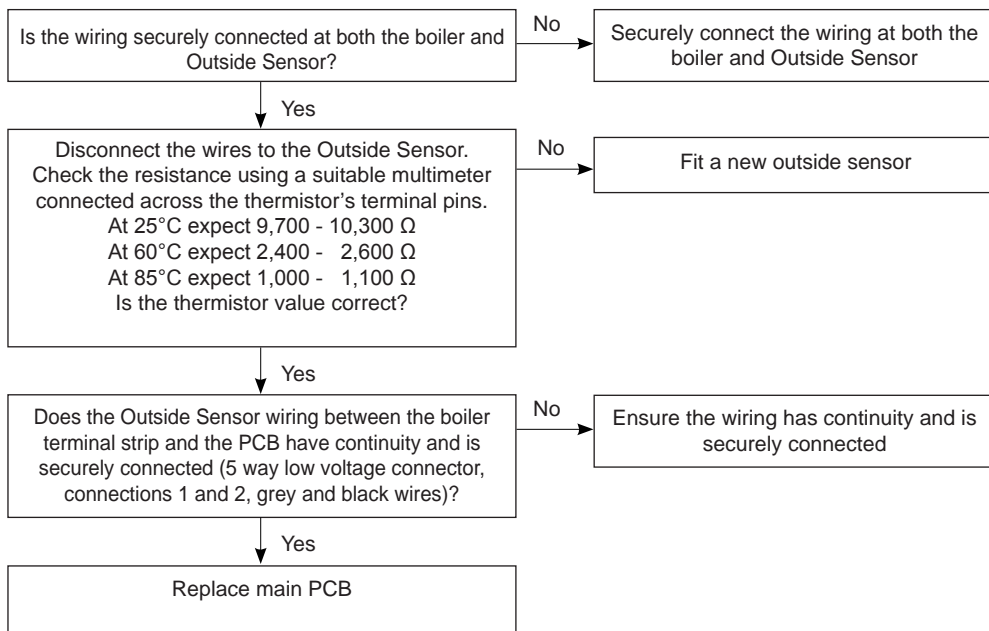 Is the wiring securely connected at both the boiler and
Outside Sensor?
No
Securely connect the wiring at both the
boiler and Outside Sensor
Yes
Disconnect the wires to the Outside Sensor.
Check the resistance using a suitable multimeter
connected across the thermistor's terminal pins.
At 25°C expect 9,700 - 10,300 Ω
At 60°C expect 2,400 - 2,600 Ω
At 85°C expect 1,000 - 1,100 Ω
Is the thermistor value correct?
No
Fit a new outside sensor
Yes
Does the Outside Sensor wiring between the boiler
terminal strip and the PCB have continuity and is
securely connected (5 way low voltage connector,
connections 1 and 2, grey and black wires)?
No
Ensure the wiring has continuity and is
securely connected
Yes
Replace main PCB